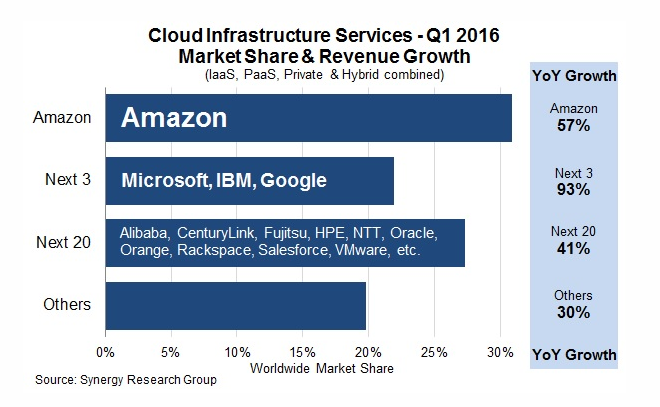 Cloud Infrastructure Services - Q1 2016
Market Share & Revenue Growth
(IaaS, PaaS, Private & Hybrid combined)
YoY Growth
Amazon
Amazon
Amazon
57%
Next 3
Microsoft, IBM, Google
Next 3
93%
Next 20
Alibaba, CenturyLink, Fujitsu, HPE, NTT, Oracle,
Orange, Rackspace, Salesforce, VMware, etc.
Next 20
41%
Others
Others
30%
0% 5% 10% 15% 20% 25% 30%
YoY Growth
Worldwide Market Share
Source: Synergy Research Group